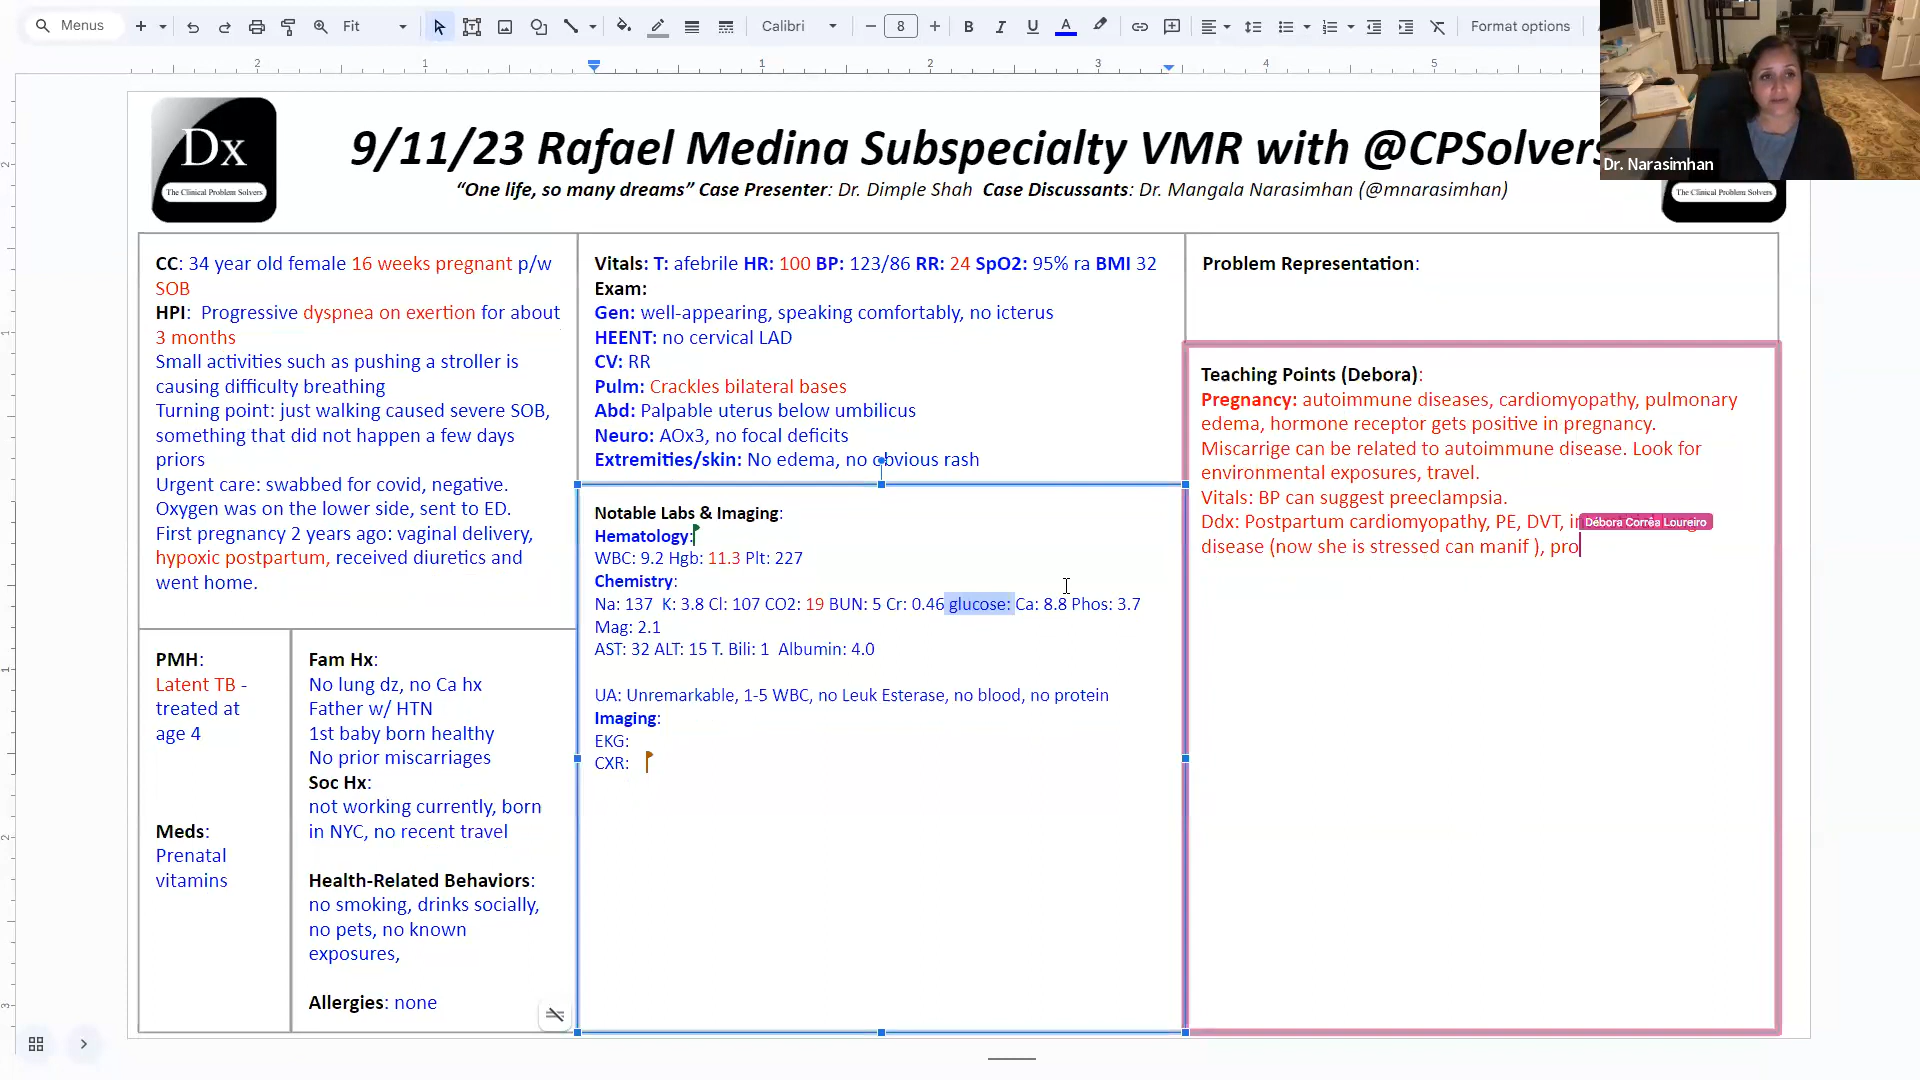 Menus
Fit
Calibri
8
Format options
2 1 1 2 3 4 5
Dx
The Clinical Problem Solvers
9/11/23 Rafael Medina Subspecialty VMR with @CPSolvers
“One life, so many dreams” Case Presenter: Dr. Dimple Shah Case Discussants: Dr. Mangala Narasimhan (@mnarasimhan)
Dr. Narasimhan
The Clinical Problem Solvers
CC: 34 year old female 16 weeks pregnant p/w
SOB
HPI: Progressive dyspnea on exertion for about
3 months
Small activities such as pushing a stroller is
causing difficulty breathing
Turning point: just walking caused severe SOB,
something that did not happen a few days
priors
Urgent care: swabbed for covid, negative.
Oxygen was on the lower side, sent to ED.
First pregnancy 2 years ago: vaginal delivery,
hypoxic postpartum, received diuretics and
went home.
PMH:
Latent TB -
treated at
age 4
Meds:
Prenatal
vitamins
Fam Hx:
No lung dz, no Ca hx
Father w/ HTN
1st baby born healthy
No prior miscarriages
Soc Hx:
not working currently, born
in NYC, no recent travel
Health-Related Behaviors:
no smoking, drinks socially,
no pets, no known
exposures,
Allergies: none
Vitals: T: afebrile HR: 100 BP: 123/86 RR: 24 SpO2: 95% ra BMI 32
Exam:
Gen: well-appearing, speaking comfortably, no icterus
HEENT: no cervical LAD
CV: RR
Pulm: Crackles bilateral bases
Abd: Palpable uterus below umbilicus
Neuro: AOx3, no focal deficits
Extremities/skin: No edema, no obvious rash
Notable Labs & Imaging:
Hematology:
WBC: 9.2 Hgb: 11.3 Plt: 227
Chemistry:
Na: 137 K: 3.8 Cl: 107 CO2: 19 BUN: 5 Cr: 0.46 glucose: Ca: 8.8 Phos: 3.7
Mag: 2.1
AST: 32 ALT: 15 T. Bili: 1 Albumin: 4.0
UA: Unremarkable, 1-5 WBC, no Leuk Esterase, no blood, no protein
Imaging:
EKG:
CXR:
Problem Representation:
Teaching Points (Debora):
Pregnancy: autoimmune diseases, cardiomyopathy, pulmonary
edema, hormone receptor gets positive in pregnancy.
Miscarrige can be related to autoimmune disease. Look for
environmental exposures, travel.
Vitals: BP can suggest preeclampsia.
Ddx: Postpartum cardiomyopathy, PE, DVT,
Débora Corrêa Loureiro
disease (now she is stressed can manif ), pro